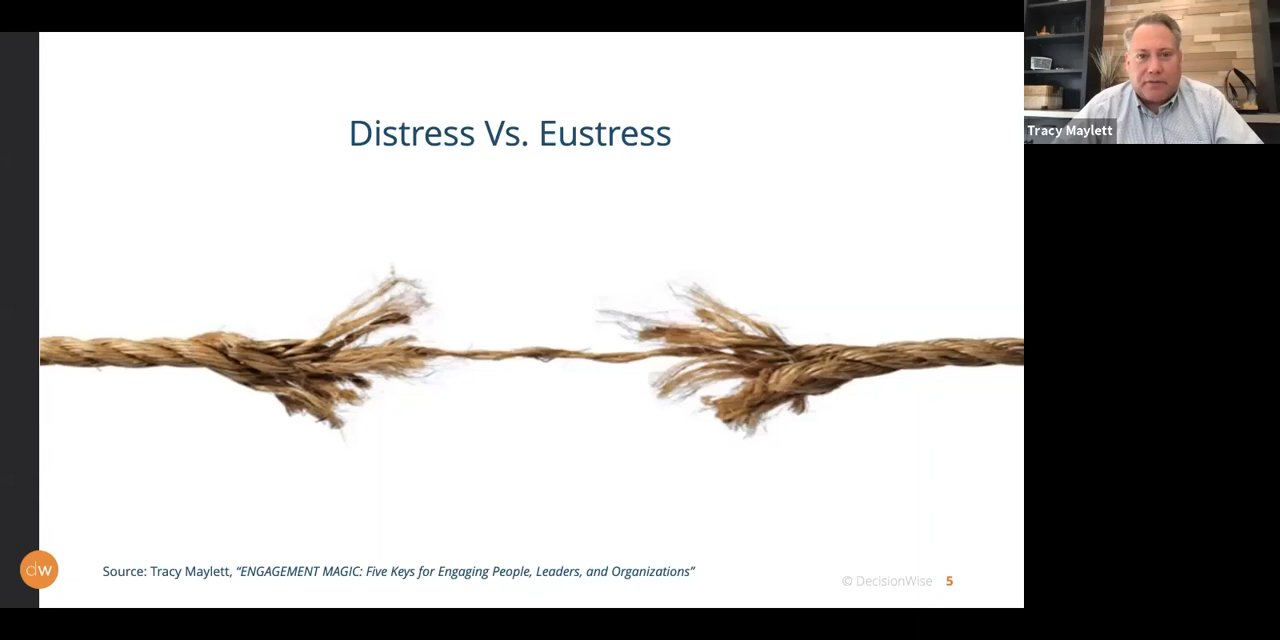 Distress Vs. Eustress
Tracy Maylett
dw
Source: Tracy Maylett, “ENGAGEMENT MAGIC: Five Keys for Engaging People, Leaders, and Organizations”
© DecisionWise 5